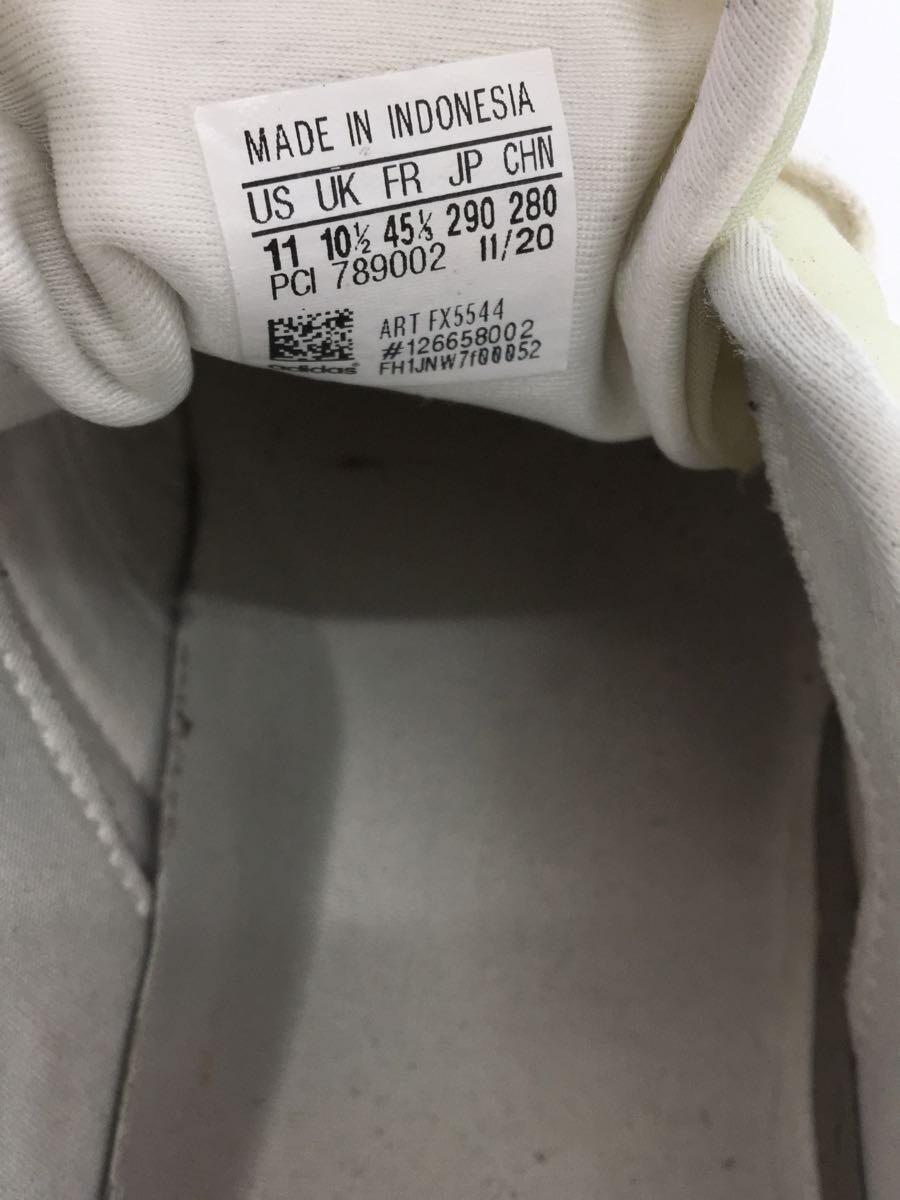 MADE IN INDONESIA
US UK FR JP CHN
11 10½ 45⅓ 290 280
PCI 789002 11/20
ART FX5544
#126658002
adidas